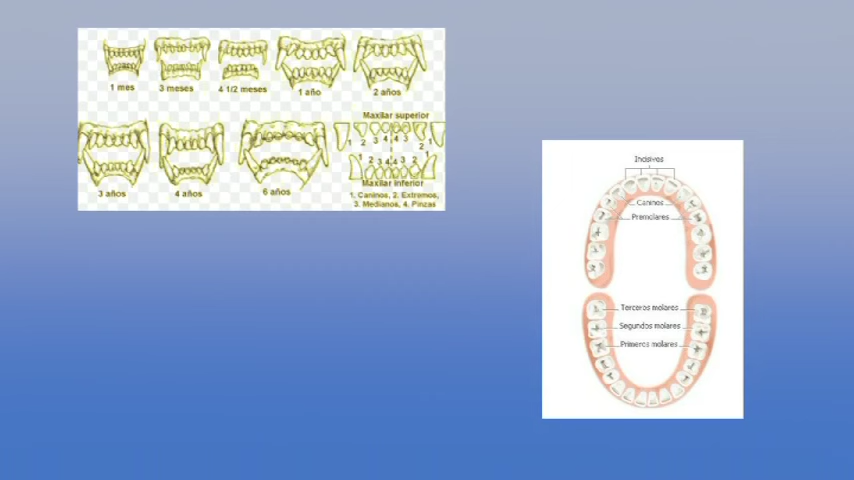 1 mes
3 meses
4 1/2 meses
1 año
2 años
3 años
4 años
6 años
Maxilar superior
1 2 3 4 4 3 2 1
1 2 3 4 4 3 2
Maxilar inferior
1. Caninos, 2. Extremos,
3. Medianos, 4. Pinzas
Incisivos
Caninos
Premolares
Terceros molares
Segundos molares
Primeros molares